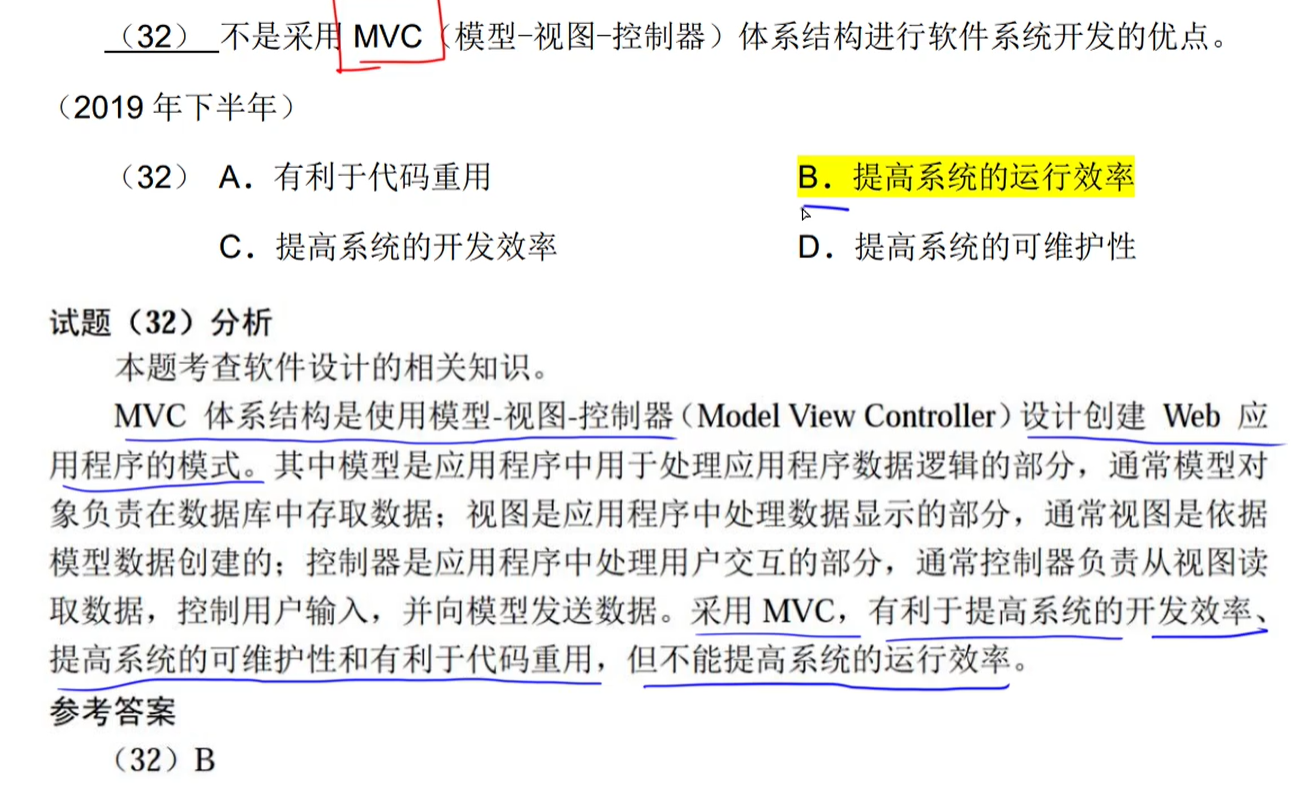 （32） 不是采用 MVC（模型-视图-控制器）体系结构进行软件系统开发的优点。
（2019 年下半年）
（32） A．有利于代码重用 B．提高系统的运行效率
C．提高系统的开发效率 D．提高系统的可维护性
试题（32）分析
本题考查软件设计的相关知识。
MVC 体系结构是使用模型-视图-控制器（Model View Controller）设计创建 Web 应
用程序的模式。其中模型是应用程序中用于处理应用程序数据逻辑的部分，通常模型对
象负责在数据库中存取数据；视图是应用程序中处理数据显示的部分，通常视图是依据
模型数据创建的；控制器是应用程序中处理用户交互的部分，通常控制器负责从视图读
取数据，控制用户输入，并向模型发送数据。采用 MVC，有利于提高系统的开发效率、
提高系统的可维护性和有利于代码重用，但不能提高系统的运行效率。
参考答案
（32）B